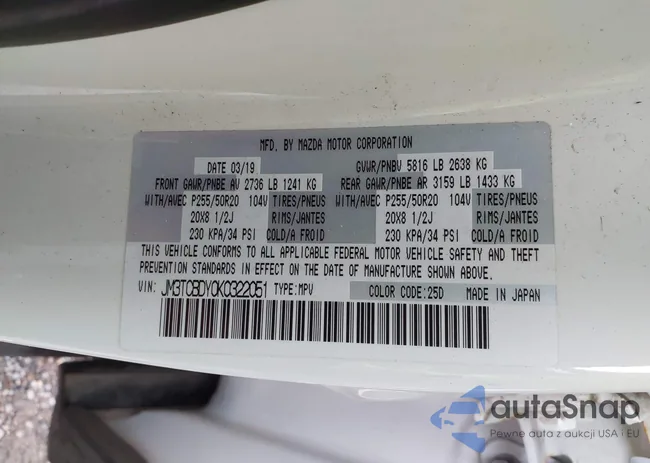 MFD. BY MAZDA MOTOR CORPORATION
DATE 03/19
GVWR/PNBV 5816 LB 2638 KG
FRONT GAWR/PNBE AV 2736 LB 1241 KG
REAR GAWR/PNBE AR 3159 LB 1433 KG
WITH/AVEC P255/50R20 104V TIRES/PNEUS
WITH/AVEC P255/50R20 104V TIRES/PNEUS
20X8 1/2J RIMS/JANTES
20X8 1/2J RIMS/JANTES
230 KPA/34 PSI COLD/A FROID
230 KPA/34 PSI COLD/A FROID
THIS VEHICLE CONFORMS TO ALL APPLICABLE FEDERAL MOTOR VEHICLE SAFETY AND THEFT
PREVENTION STANDARDS IN EFFECT ON THE DATE OF MANUFACTURE SHOWN ABOVE.
VIN: JM3TCBDY0K0322051 TYPE:MPV COLOR CODE:25D MADE IN JAPAN
autoSnap
Pewne auta z aukcji USA i EU